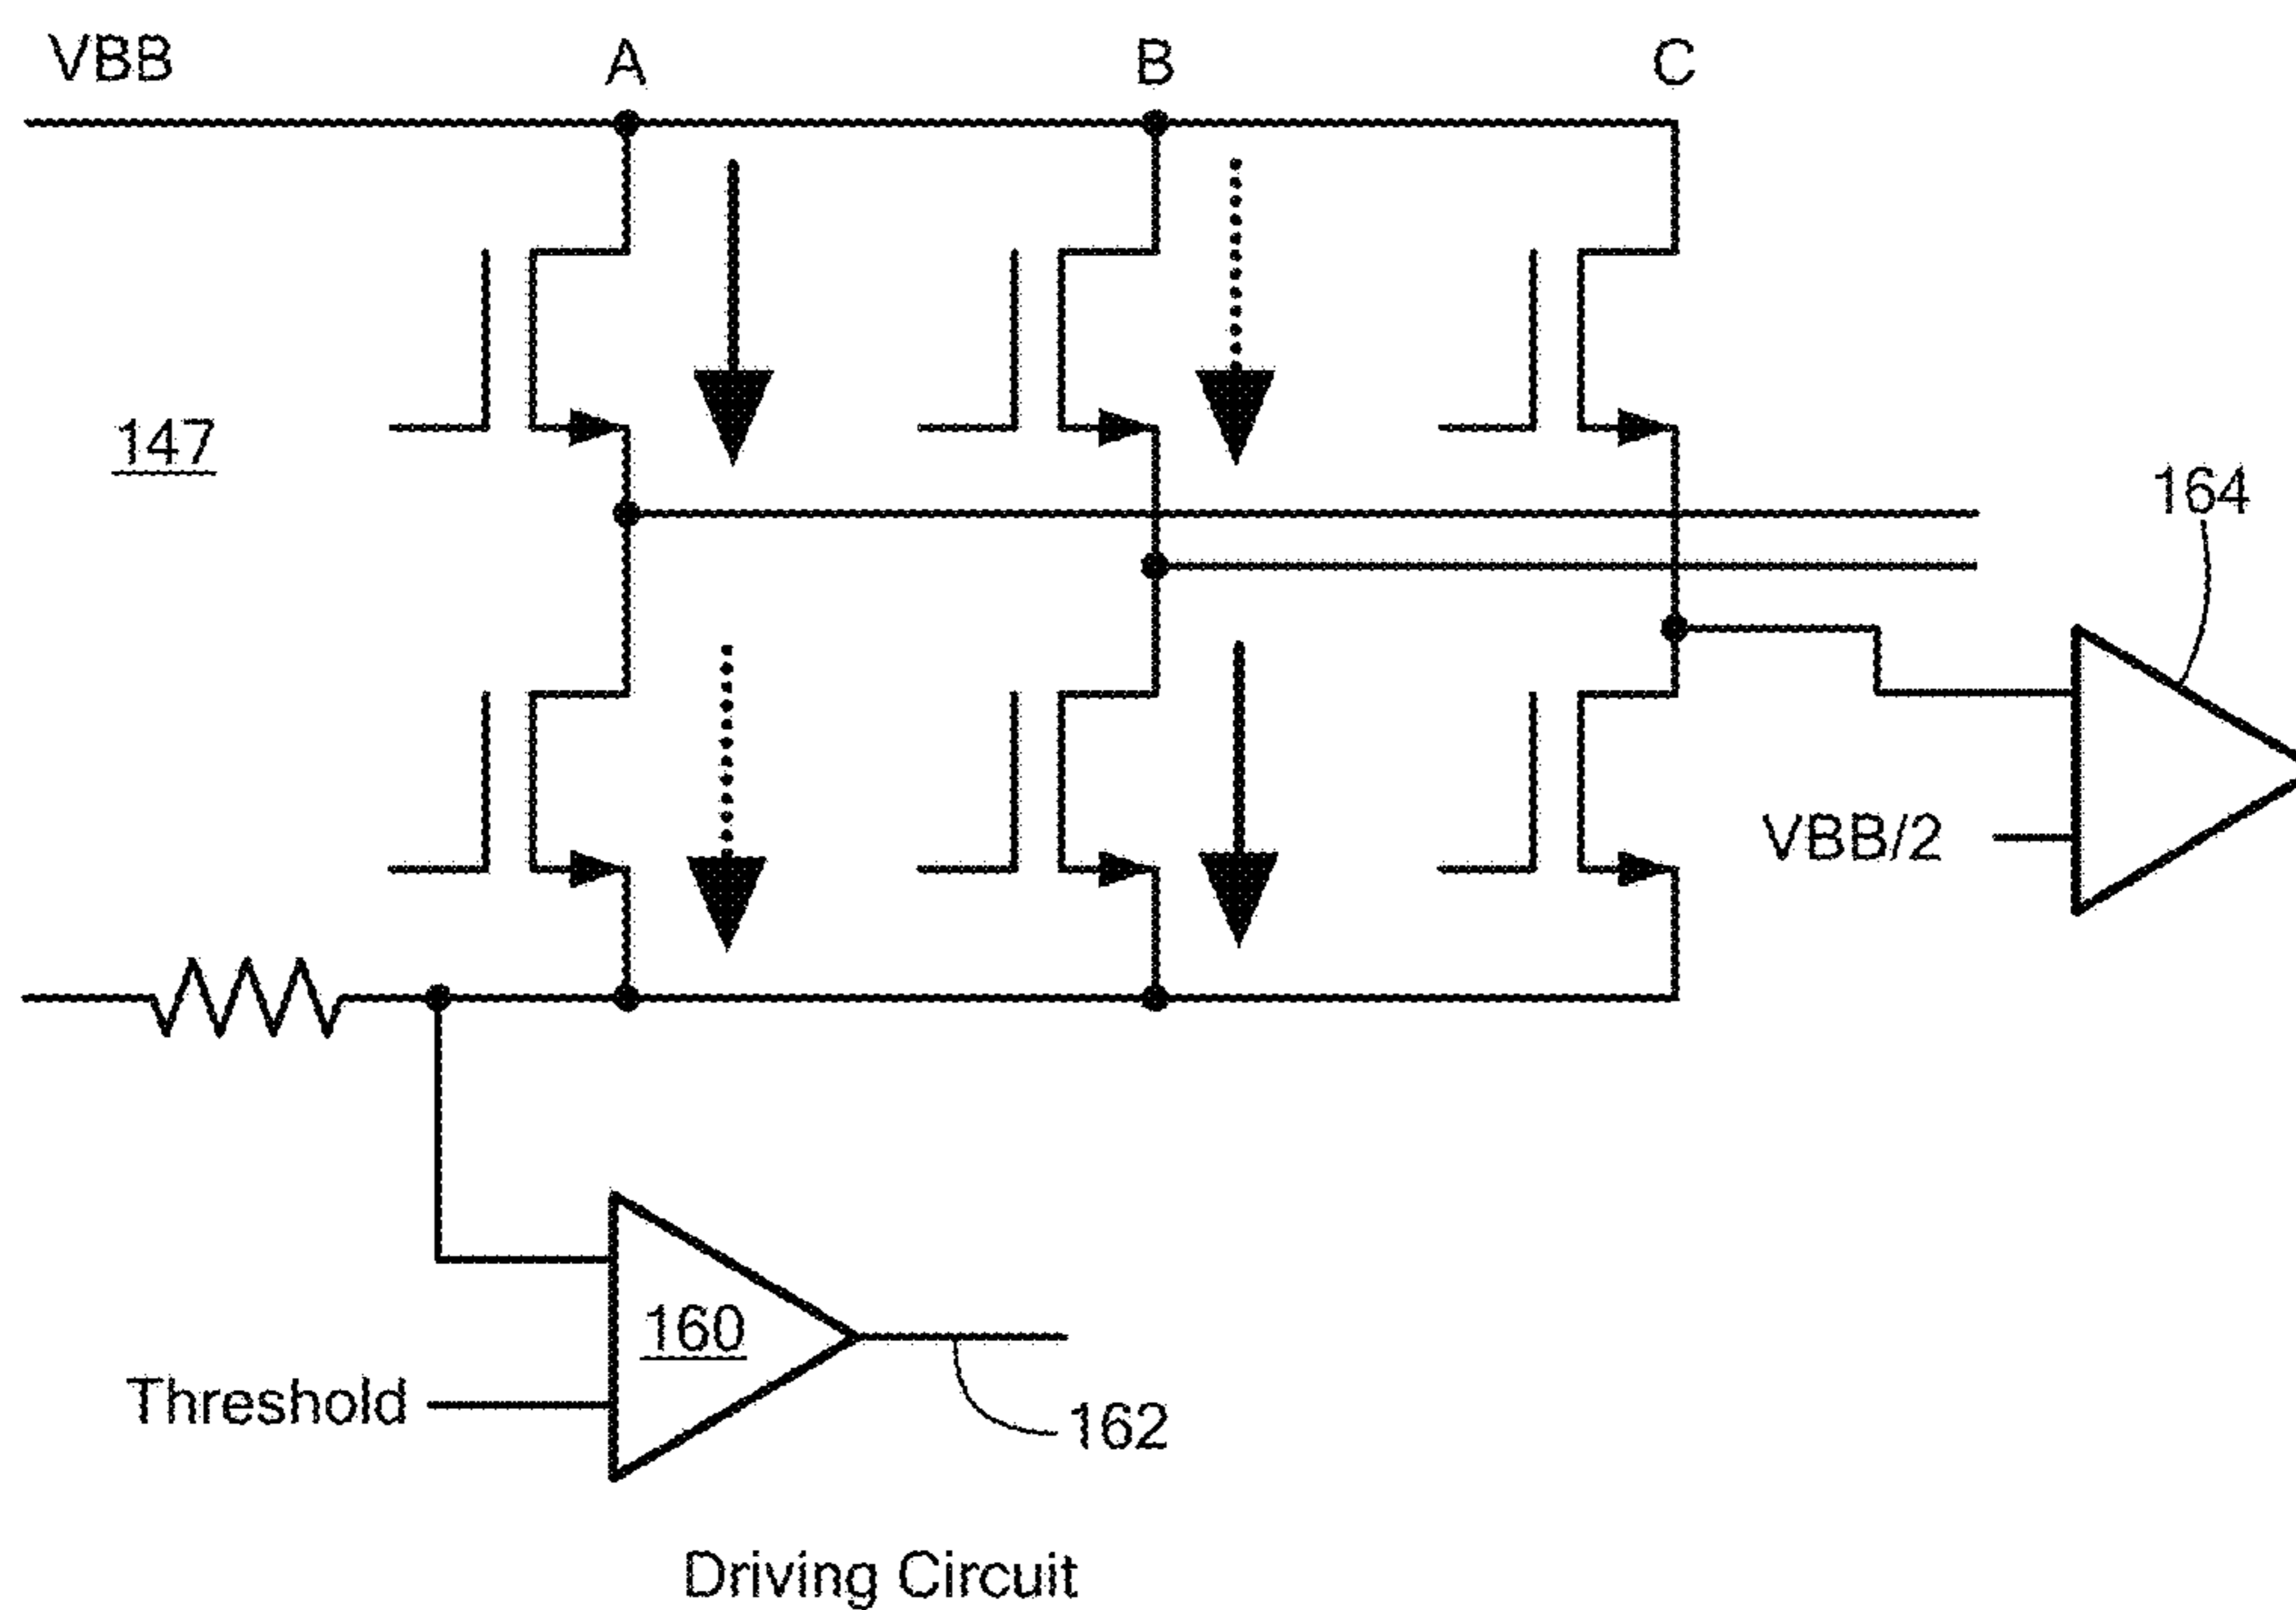 VBB
A
B
C
147
164
VBB/2
160
Threshold
162
Driving Circuit